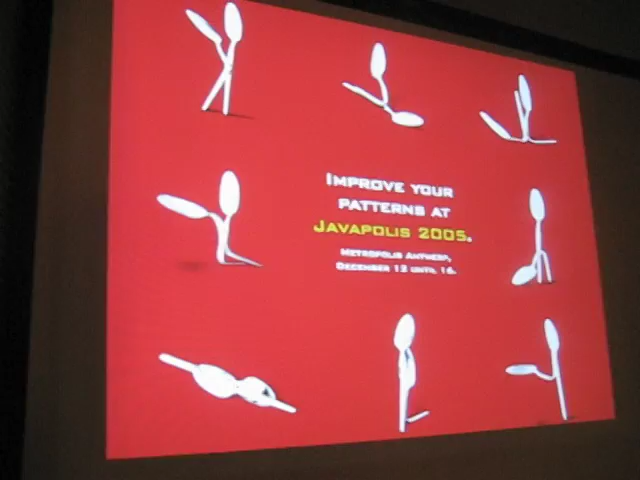 Improve your
patterns at
Javapolis 2005.
Metropolis Antwerp,
December 12 until 16.